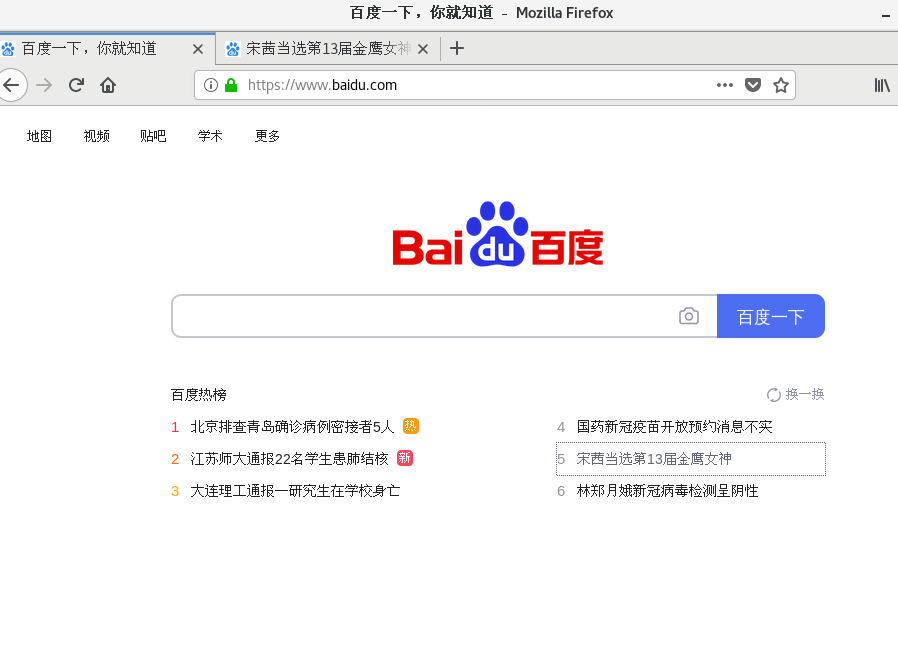 百度一下，你就知道 - Mozilla Firefox
百度一下，你就知道
宋茜当选第13届金鹰女神
https://www.baidu.com
地图 视频 贴吧 学术 更多
Bai du 百度
百度一下
百度热榜
换一换
1 北京排查青岛确诊病例密接者5人 热
2 江苏师大通报22名学生患肺结核 新
3 大连理工通报一研究生在学校身亡
4 国药新冠疫苗开放预约消息不实
5 宋茜当选第13届金鹰女神
6 林郑月娥新冠病毒检测呈阴性